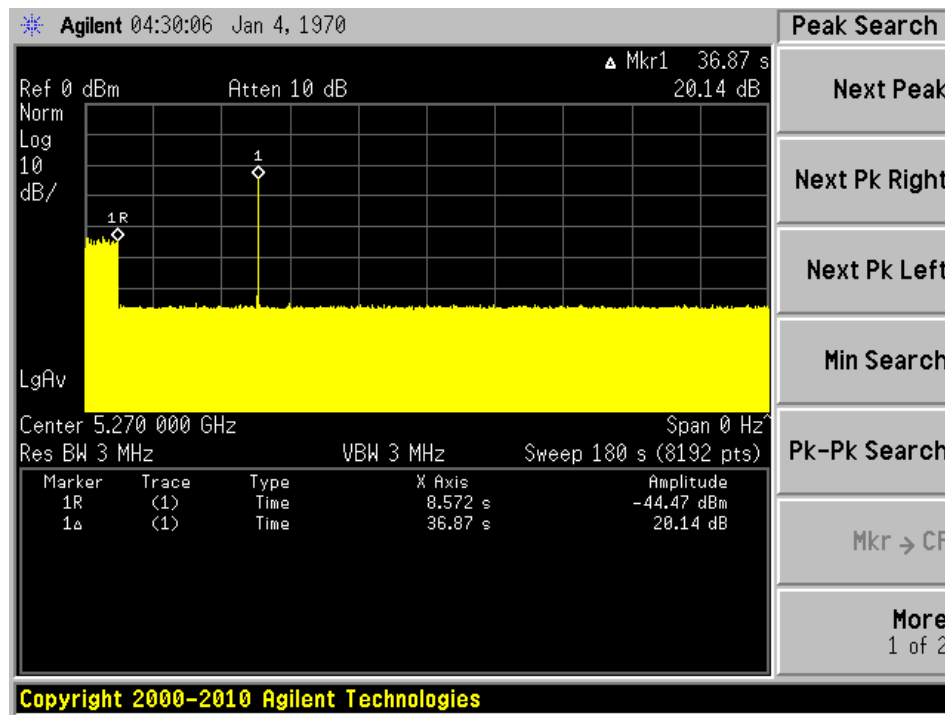 Agilent 04:30:06 Jan 4, 1970
Peak Search
Δ Mkr1 36.87 s
Ref 0 dBm Atten 10 dB 20.14 dB
Norm
Log
10
dB/
1
1R
LgAv
Center 5.270 000 GHz Span 0 Hz^
Res BW 3 MHz VBW 3 MHz Sweep 180 s (8192 pts)
Marker Trace Type X Axis Amplitude
1R (1) Time 8.572 s -44.47 dBm
1Δ (1) Time 36.87 s 20.14 dB
Next Peak
Next Pk Right
Next Pk Left
Min Search
Pk-Pk Search
Mkr → CF
More
1 of 2
Copyright 2000-2010 Agilent Technologies